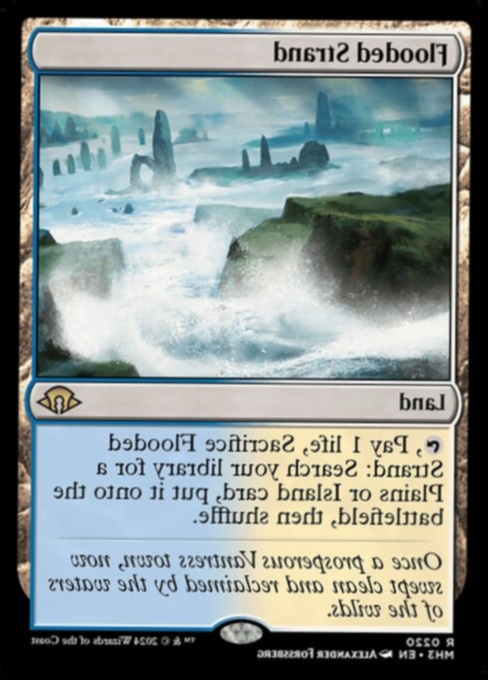 Flooded Strand
Land
, Pay 1 life, Sacrifice Flooded
Strand: Search your library for a
Plains or Island card, put it onto the
battlefield, then shuffle.
Once a prosperous Vantress town, now
swept clean and reclaimed by the waters
of the wilds.
R 0220
MH3 • EN ALEXANDER FORSSBERG
™ & © 2024 Wizards of the Coast